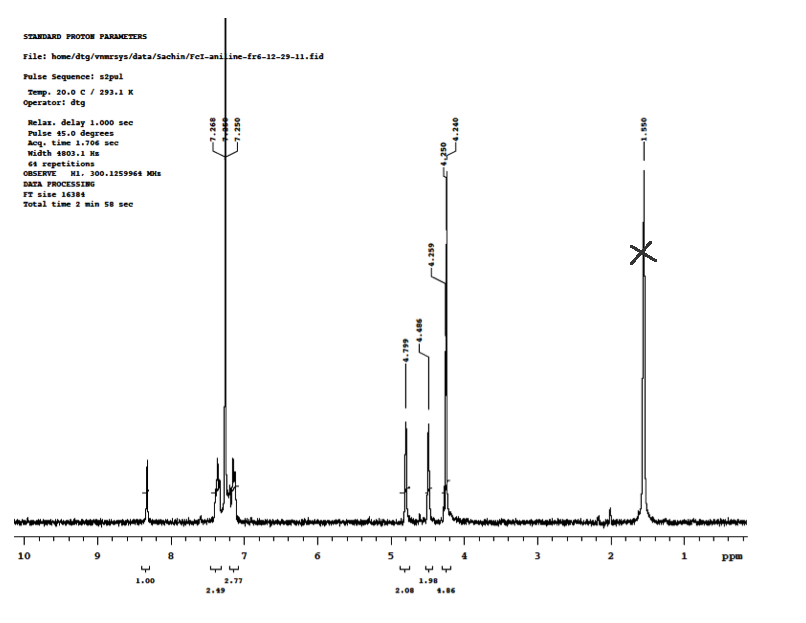 STANDARD PROTON PARAMETERS
File: home/dtg/vnmrsys/data/Sachin/FcI-aniline-fr6-12-29-11.fid
Pulse Sequence: s2pul
Temp. 20.0 C / 293.1 K
Operator: dtg
Relax. delay 1.000 sec
Pulse 45.0 degrees
Acq. time 1.706 sec
Width 4803.1 Hz
64 repetitions
OBSERVE H1, 300.1259964 MHz
DATA PROCESSING
FT size 16384
Total time 2 min 58 sec
7.268
7.250
4.799
4.486
4.259
4.250
4.240
1.550
10 9 8 7 6 5 4 3 2 1 ppm
1.00
2.49
2.77
2.08
1.98
4.86